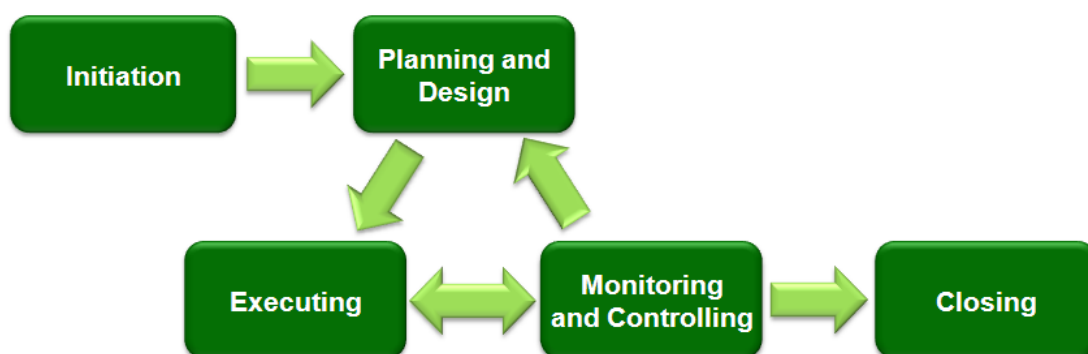 Initiation
Planning and
Design
Executing
Monitoring
and Controlling
Closing